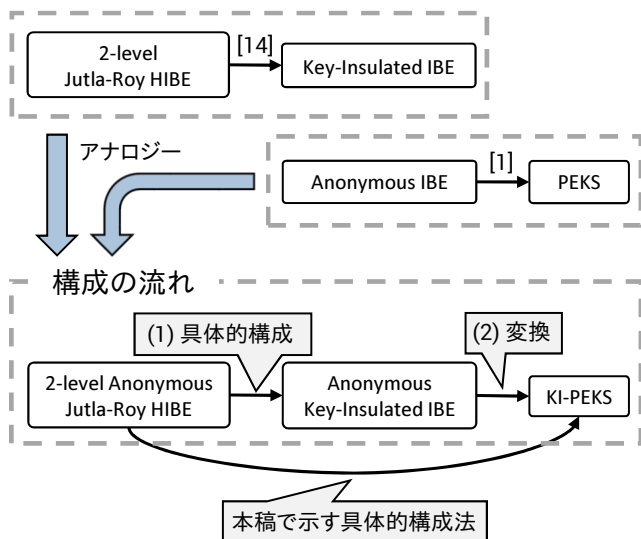 [14]
2-level
Jutla-Roy HIBE
Key-Insulated IBE
アナロジー
[1]
Anonymous IBE
PEKS
構成の流れ
(1) 具体的構成
(2) 変換
2-level Anonymous
Jutla-Roy HIBE
Anonymous
Key-Insulated IBE
KI-PEKS
本稿で示す具体的構成法